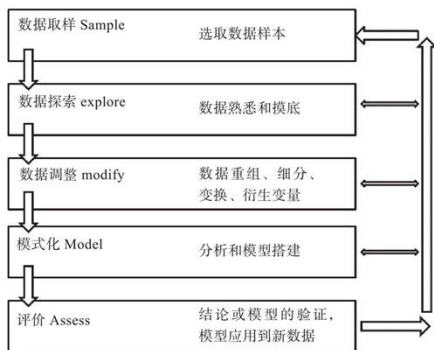 数据取样 Sample 选取数据样本
数据探索 explore 数据熟悉和摸底
数据调整 modify 数据重组、细分、
变换、衍生变量
模式化 Model 分析和模型搭建
评价 Assess 结论或模型的验证,
模型应用到新数据